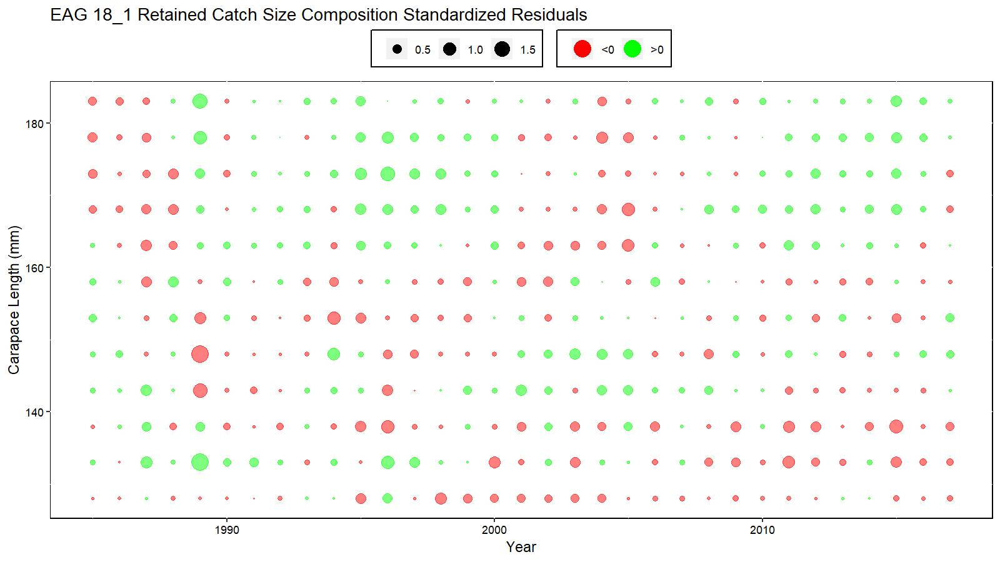 EAG 18_1 Retained Catch Size Composition Standardized Residuals
0.5 1.0 1.5 <0 >0
180
160
140
Carapace Length (mm)
1990 2000 2010
Year